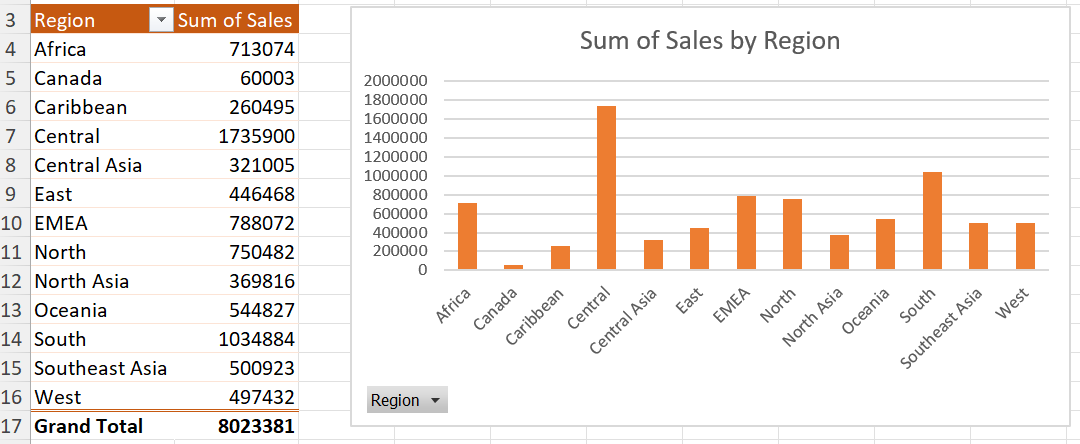 3 Region Sum of Sales
4 Africa 713074
5 Canada 60003
6 Caribbean 260495
7 Central 1735900
8 Central Asia 321005
9 East 446468
10 EMEA 788072
11 North 750482
12 North Asia 369816
13 Oceania 544827
14 South 1034884
15 Southeast Asia 500923
16 West 497432
17 Grand Total 8023381
Sum of Sales by Region
2000000
1800000
1600000
1400000
1200000
1000000
800000
600000
400000
200000
0
Africa
Canada
Caribbean
Central
Central Asia
East
EMEA
North
North Asia
Oceania
South
Southeast Asia
West
Region